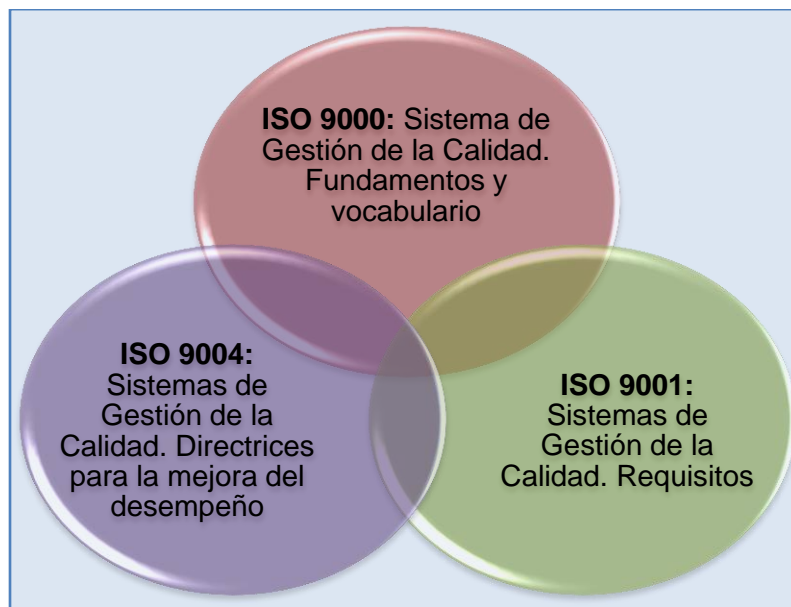 ISO 9000: Sistema de
Gestión de la Calidad.
Fundamentos y
vocabulario
ISO 9004:
Sistemas de
Gestión de la
Calidad. Directrices
para la mejora del
desempeño
ISO 9001:
Sistemas de
Gestión de la
Calidad. Requisitos